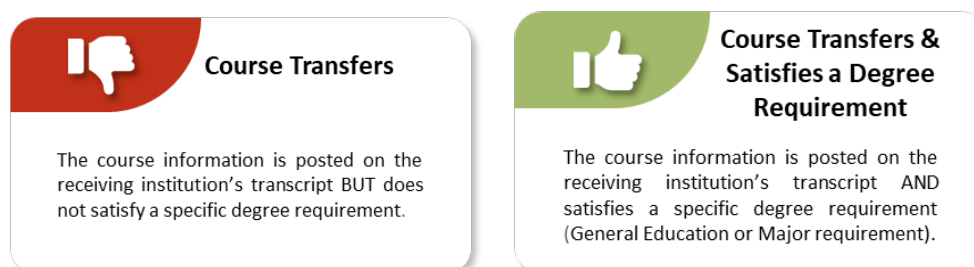 Course Transfers
The course information is posted on the
receiving institution's transcript BUT does
not satisfy a specific degree requirement.
Course Transfers &
Satisfies a Degree
Requirement
The course information is posted on the
receiving institution's transcript AND
satisfies a specific degree requirement
(General Education or Major requirement).